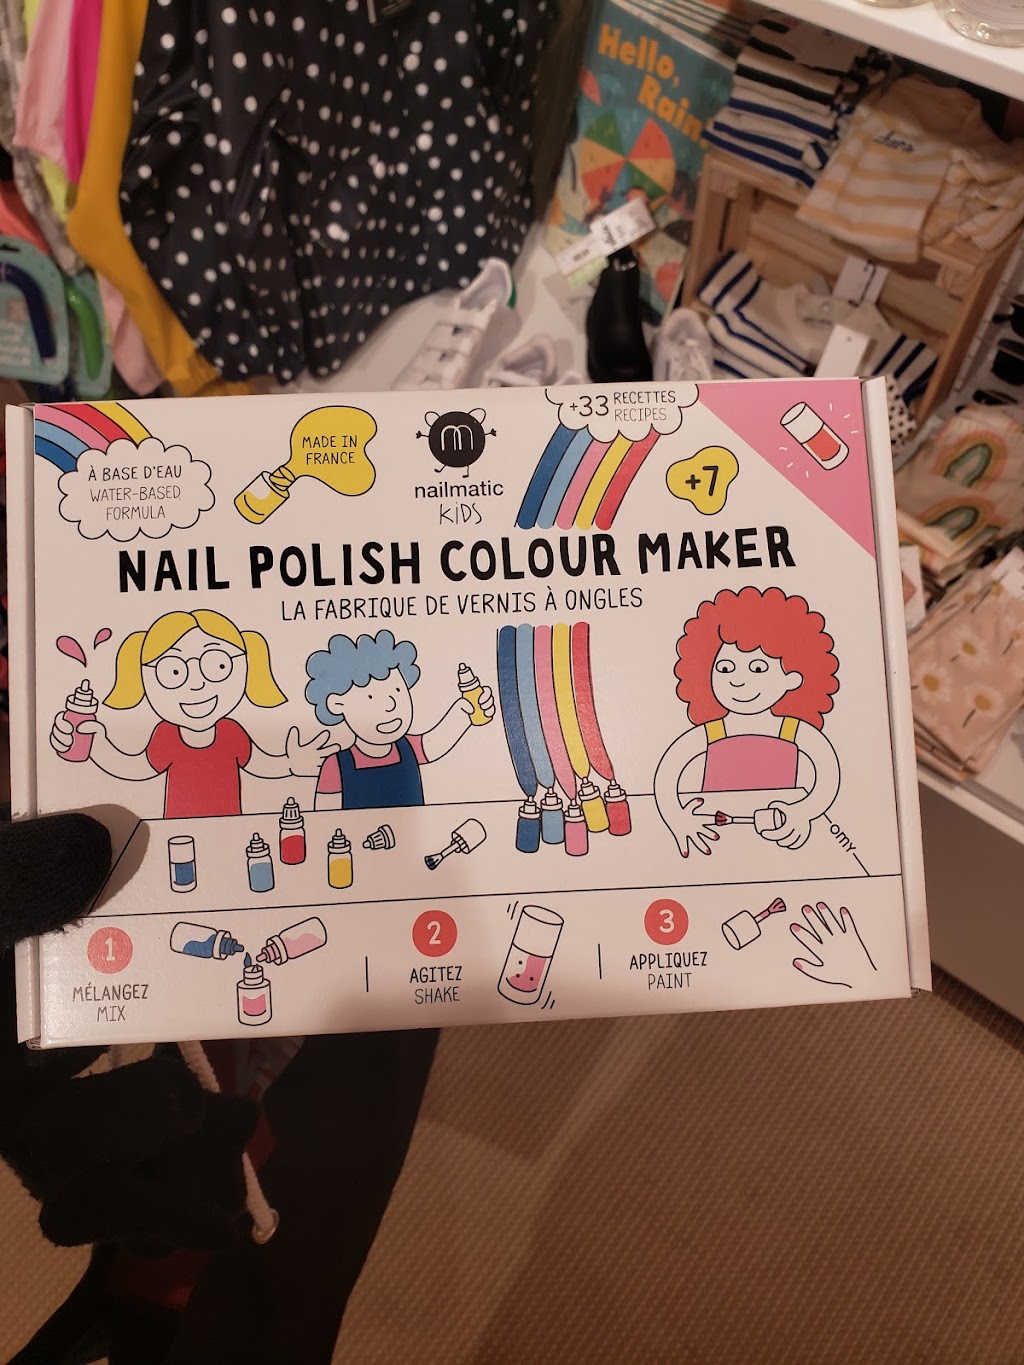 Hello,
Rain
À BASE D'EAU
WATER-BASED
FORMULA
MADE IN
FRANCE
m
nailmatic
KiDS
+33 RECETTES
RECIPES
+7
NAIL POLISH COLOUR MAKER
LA FABRIQUE DE VERNIS À ONGLES
OMY
1
MÉLANGEZ
MIX
2
AGITEZ
SHAKE
3
APPLIQUEZ
PAINT